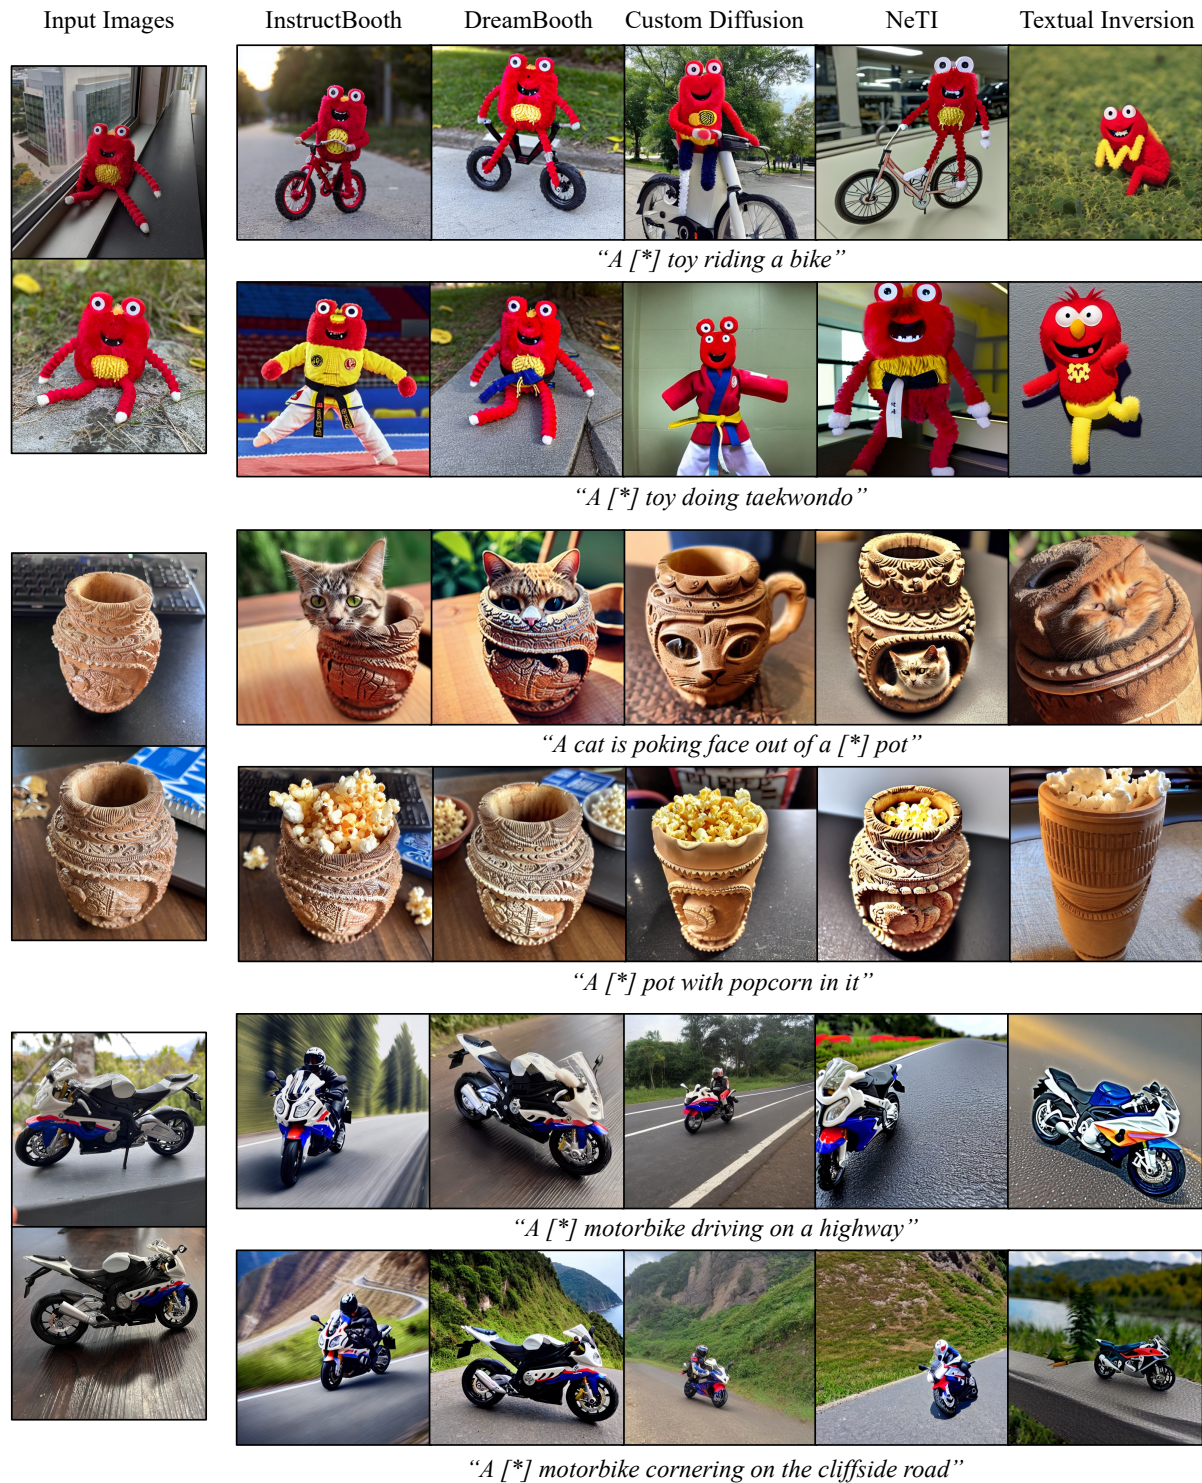 Input Images InstructBooth DreamBooth Custom Diffusion NeTI Textual Inversion
“A [*] toy riding a bike”
“A [*] toy doing taekwondo”
“A cat is poking face out of a [*] pot”
“A [*] pot with popcorn in it”
“A [*] motorbike driving on a highway”
“A [*] motorbike cornering on the cliffside road”